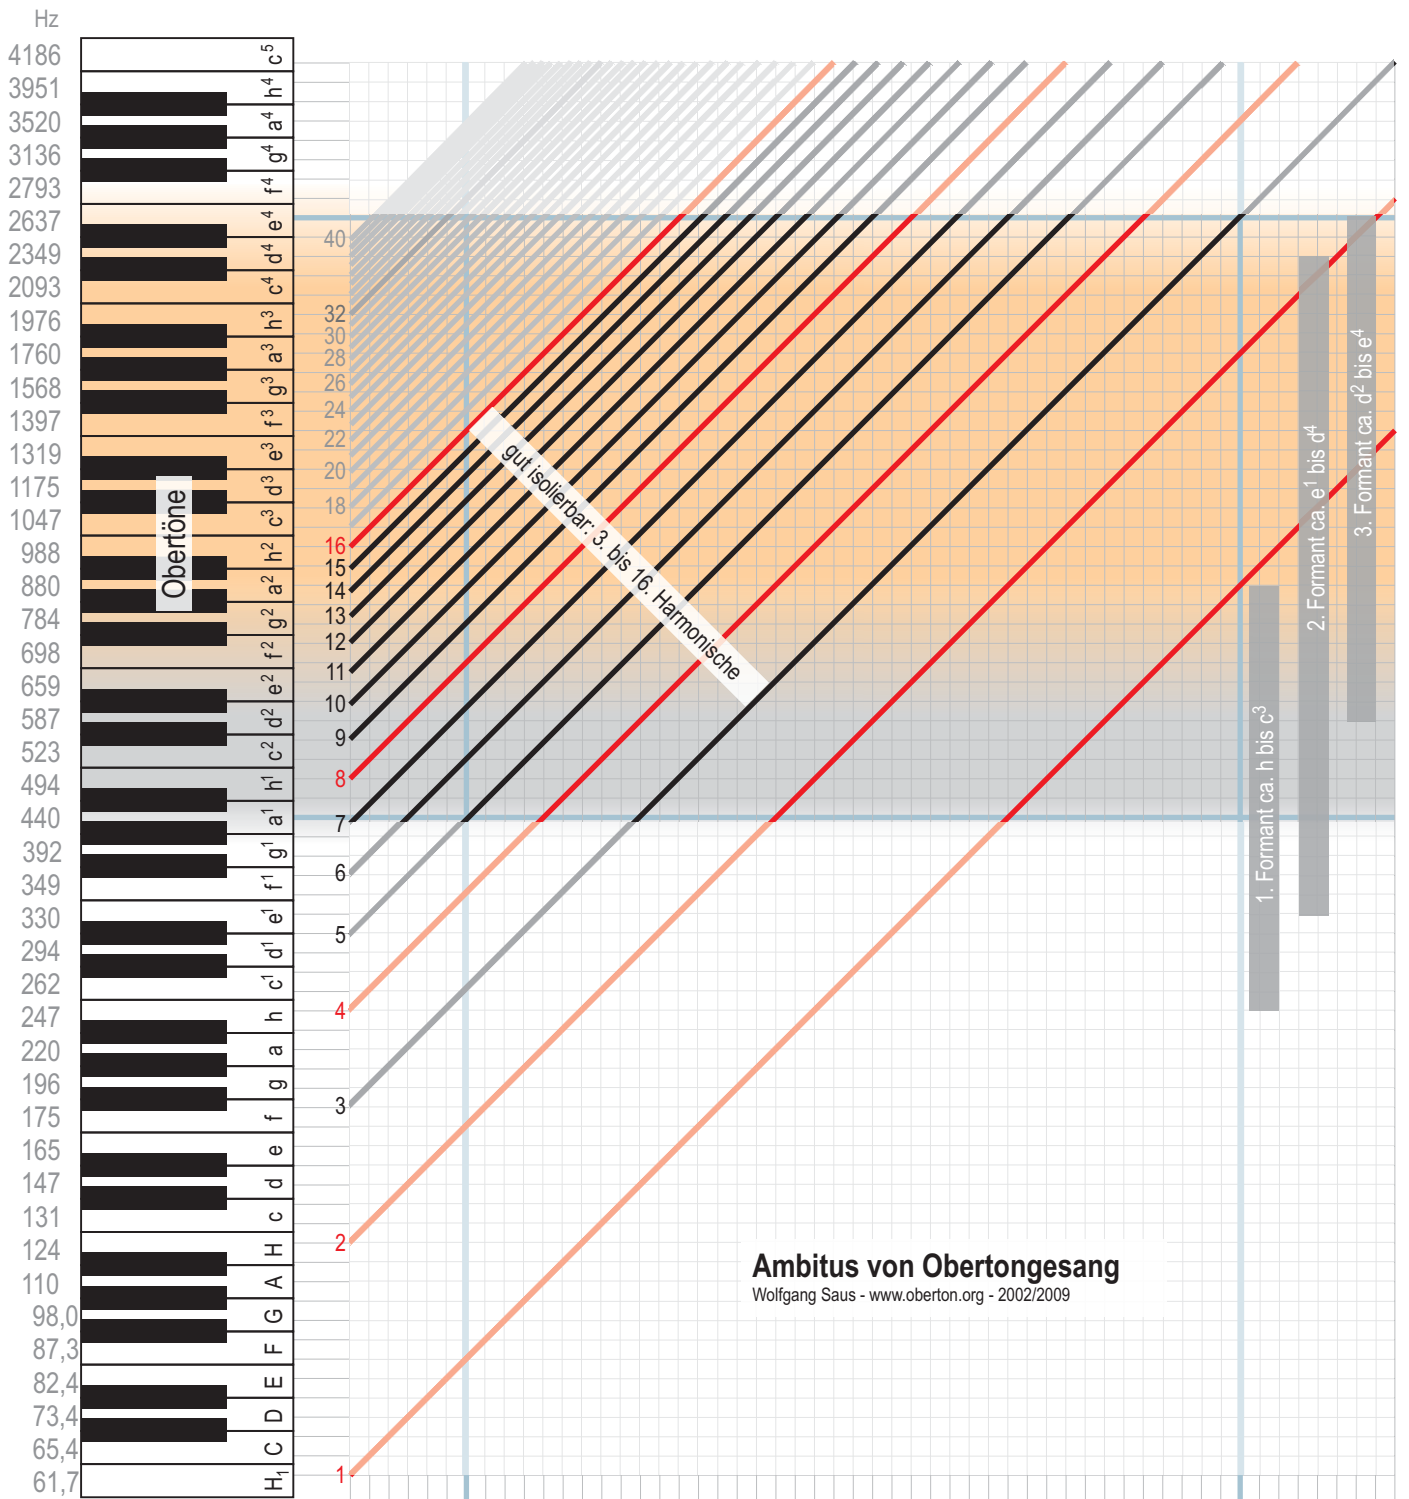 Hz
4186 c5
3951 h4
3520 a4
3136 g4
2793 f4
2637 e4
2349 d4
2093 c4
1976 h3
1760 a3
1568 g3
1397 f3
1319 e3
1175 d3
1047 c3
988 h2
880 a2
784 g2
698 f2
659 e2
587 d2
523 c2
494 h1
440 a1
392 g1
349 f1
330 e1
294 d1
262 c1
247 h
220 a
196 g
175 f
165 e
147 d
131 c
124 H
110 A
98,0 G
87,3 F
82,4 E
73,4 D
65,4 C
61,7 H1
Obertöne
40
32
30
28
26
24
22
20
18
16
15
14
13
12
11
10
9
8
7
6
5
4
3
2
1
gut isolierbar: 3. bis 16. Harmonische
1. Formant ca. h bis c3
2. Formant ca. e1 bis d4
3. Formant ca. d2 bis e4
Ambitus von Obertongesang
Wolfgang Saus - www.oberton.org - 2002/2009